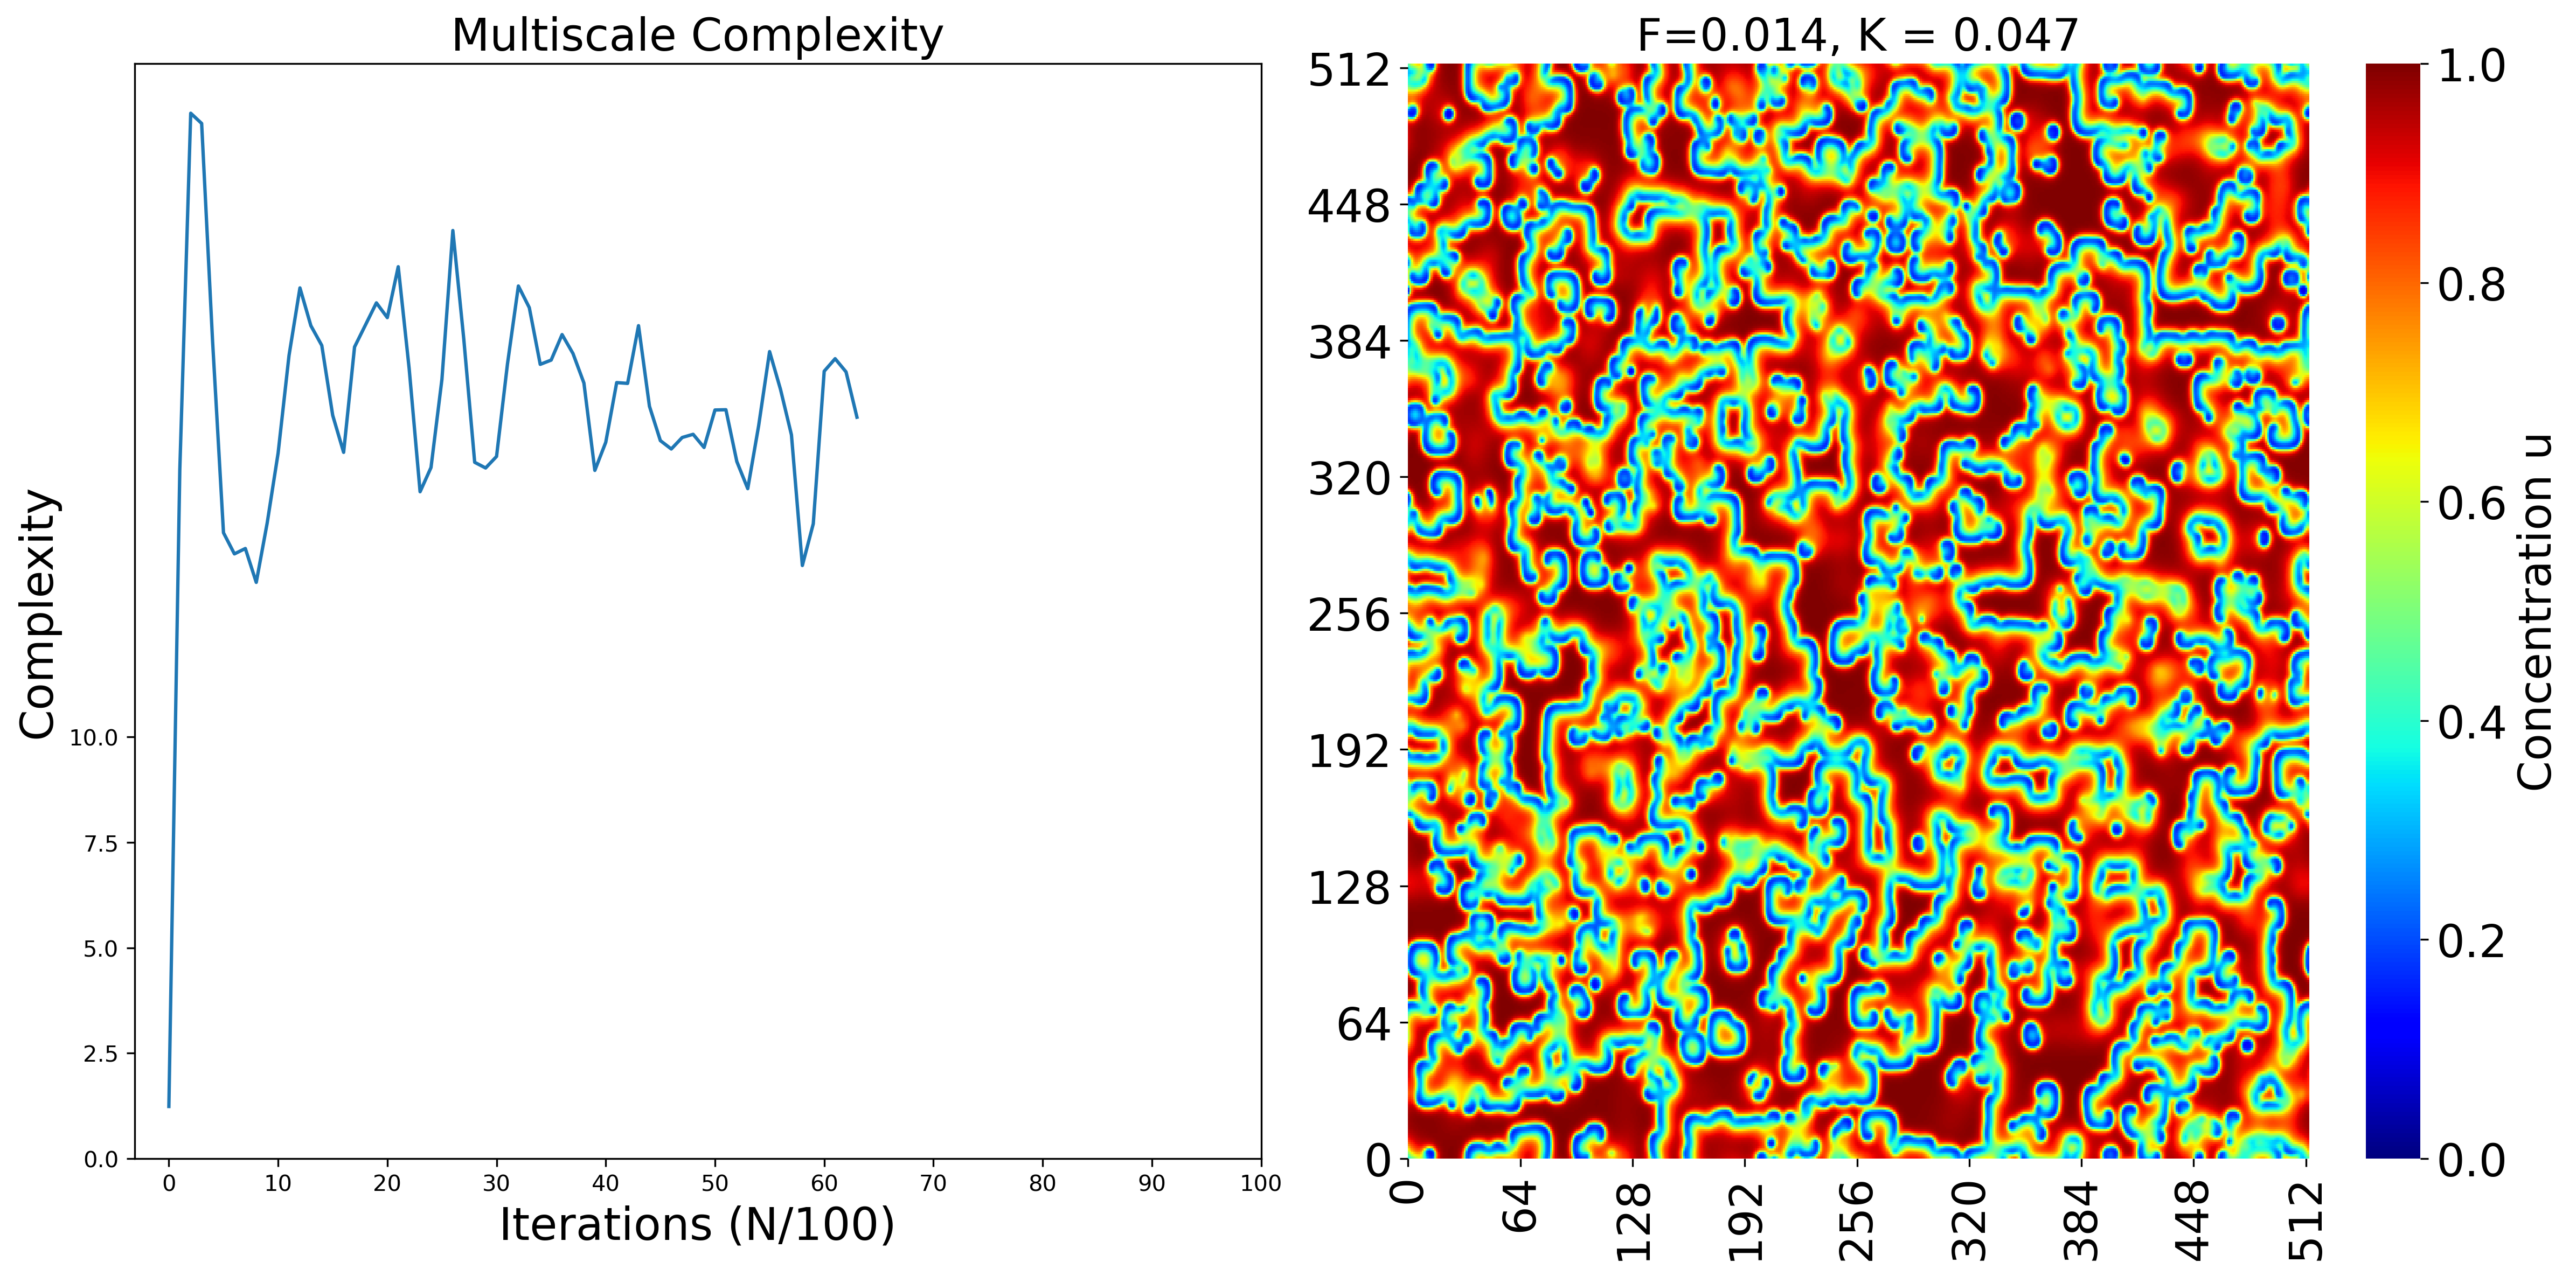 Multiscale Complexity
Complexity
10.0
7.5
5.0
2.5
0.0
0 10 20 30 40 50 60 70 80 90 100
Iterations (N/100)
F=0.014, K = 0.047
512
448
384
320
256
192
128
64
0
0 64 128 192 256 320 384 448 512
1.0
0.8
0.6
0.4
0.2
0.0
Concentration u